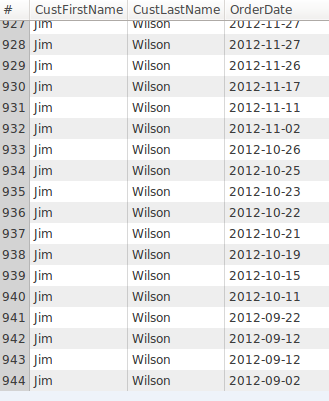 # CustFirstName CustLastName OrderDate
927 Jim Wilson 2012-11-27
928 Jim Wilson 2012-11-27
929 Jim Wilson 2012-11-26
930 Jim Wilson 2012-11-17
931 Jim Wilson 2012-11-11
932 Jim Wilson 2012-11-02
933 Jim Wilson 2012-10-26
934 Jim Wilson 2012-10-25
935 Jim Wilson 2012-10-23
936 Jim Wilson 2012-10-22
937 Jim Wilson 2012-10-21
938 Jim Wilson 2012-10-19
939 Jim Wilson 2012-10-15
940 Jim Wilson 2012-10-11
941 Jim Wilson 2012-09-22
942 Jim Wilson 2012-09-12
943 Jim Wilson 2012-09-12
944 Jim Wilson 2012-09-02